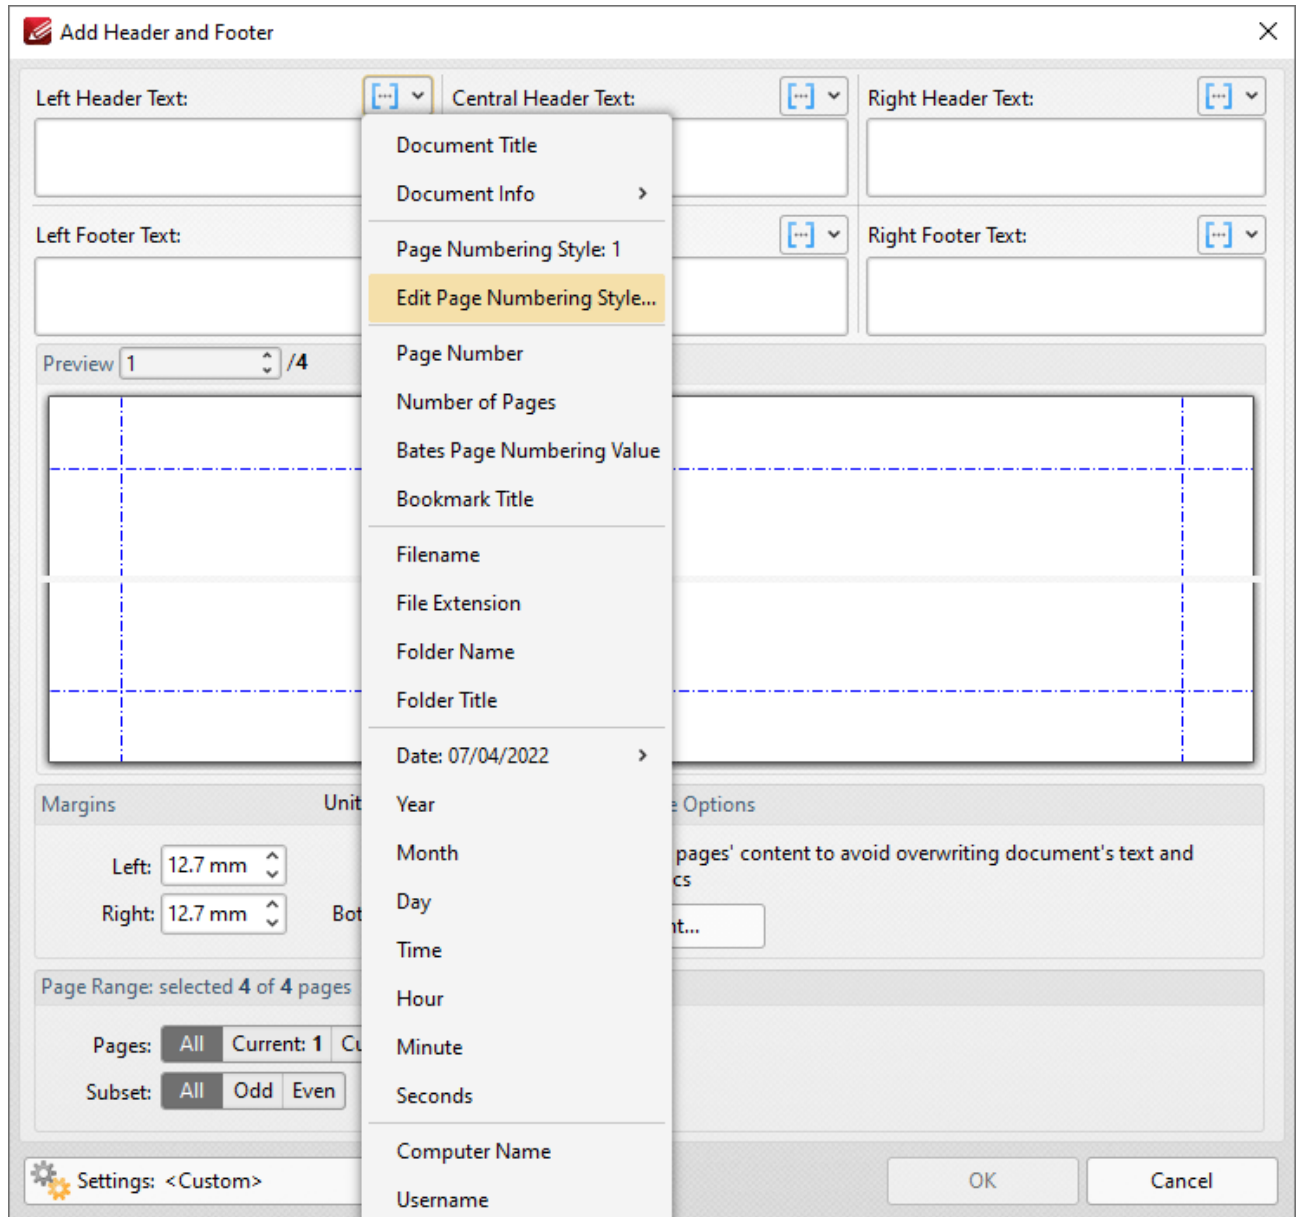 Add Header and Footer
Left Header Text:
Central Header Text:
Right Header Text:
Document Title
Document Info
Left Footer Text:
Right Footer Text:
Page Numbering Style: 1
Edit Page Numbering Style...
Preview 1 /4
Page Number
Number of Pages
Bates Page Numbering Value
Bookmark Title
Filename
File Extension
Folder Name
Folder Title
Date: 07/04/2022
Margins
Year
Options
Month
Left: 12.7 mm
pages' content to avoid overwriting document's text and
Day
Right: 12.7 mm
Time
Page Range: selected 4 of 4 pages
Hour
Pages: All Current: 1
Minute
Subset: All Odd Even
Seconds
Computer Name
Settings: <Custom>
OK
Cancel
Username